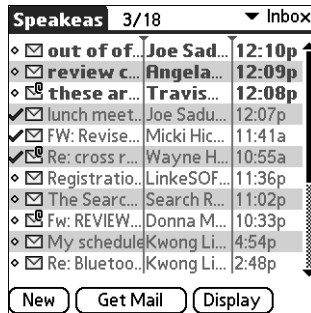 Speakeas 3/18 Inbox
out of of... Joe Sad... 12:10p
review c... Angela... 12:09p
these ar... Travis... 12:08p
lunch meet... Joe Sadu... 12:07p
FW: Revise... Micki Hic... 11:41a
Re: cross r... Wayne H... 10:55a
Registratio... LinkeSOF... 11:36p
The Searc... Search R... 11:02p
Fw: REVIEW... Donna M... 10:33p
My schedule Kwong Li... 4:54p
Re: Bluetoo... Kwong Li... 2:48p
New Get Mail Display